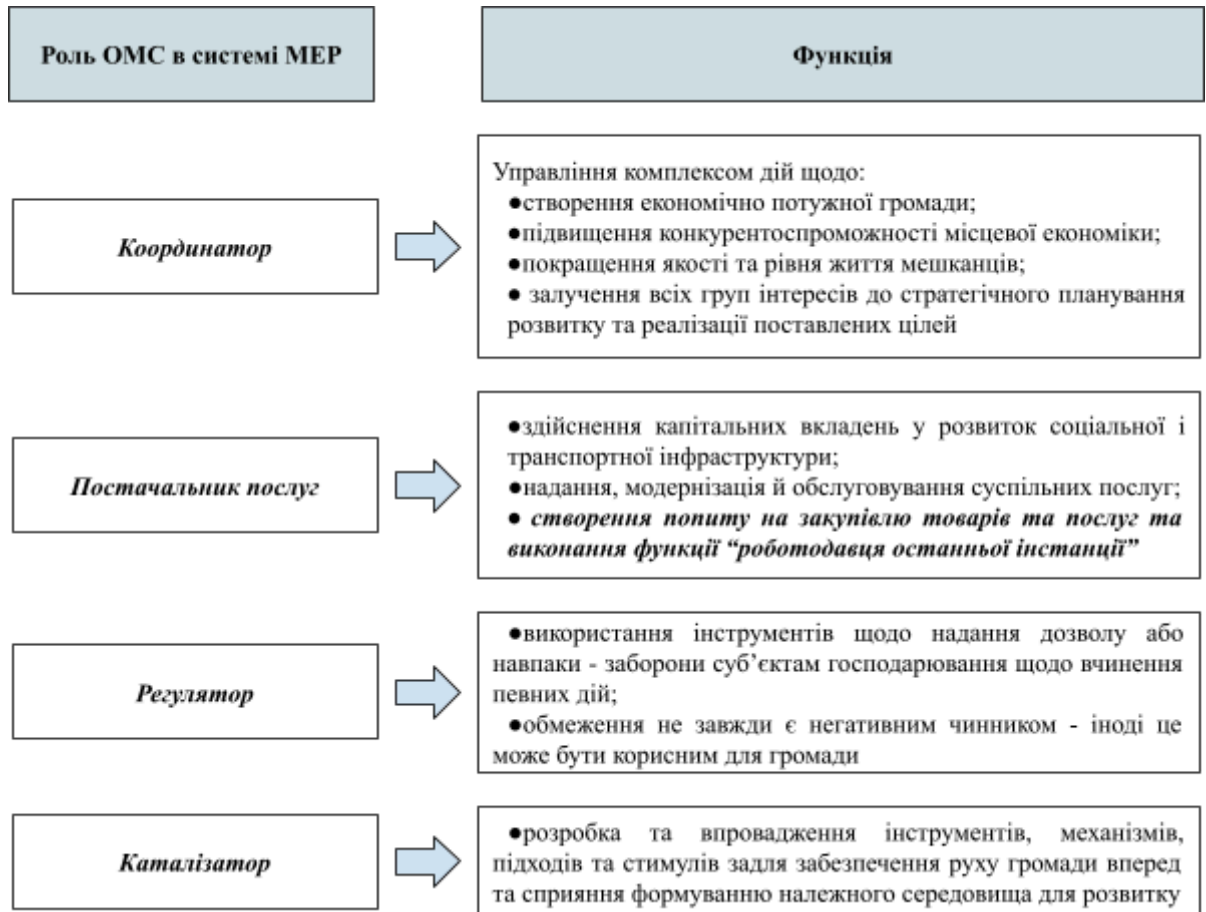 Роль ОМС в системі МЕР
Функція
Координатор
Управління комплексом дій щодо:
●створення економічно потужної громади;
●підвищення конкурентоспроможності місцевої економіки;
●покращення якості та рівня життя мешканців;
● залучення всіх груп інтересів до стратегічного планування
розвитку та реалізації поставлених цілей
Постачальник послуг
●здійснення капітальних вкладень у розвиток соціальної і
транспортної інфраструктури;
●надання, модернізація й обслуговування суспільних послуг;
● створення попиту на закупівлю товарів та послуг та
виконання функції “роботодавця останньої інстанції”
Регулятор
●використання інструментів щодо надання дозволу або
навпаки - заборони суб’єктам господарювання щодо вчинення
певних дій;
●обмеження не завжди є негативним чинником - іноді це
може бути корисним для громади
Каталізатор
●розробка та впровадження інструментів, механізмів,
підходів та стимулів задля забезпечення руху громади вперед
та сприяння формуванню належного середовища для розвитку